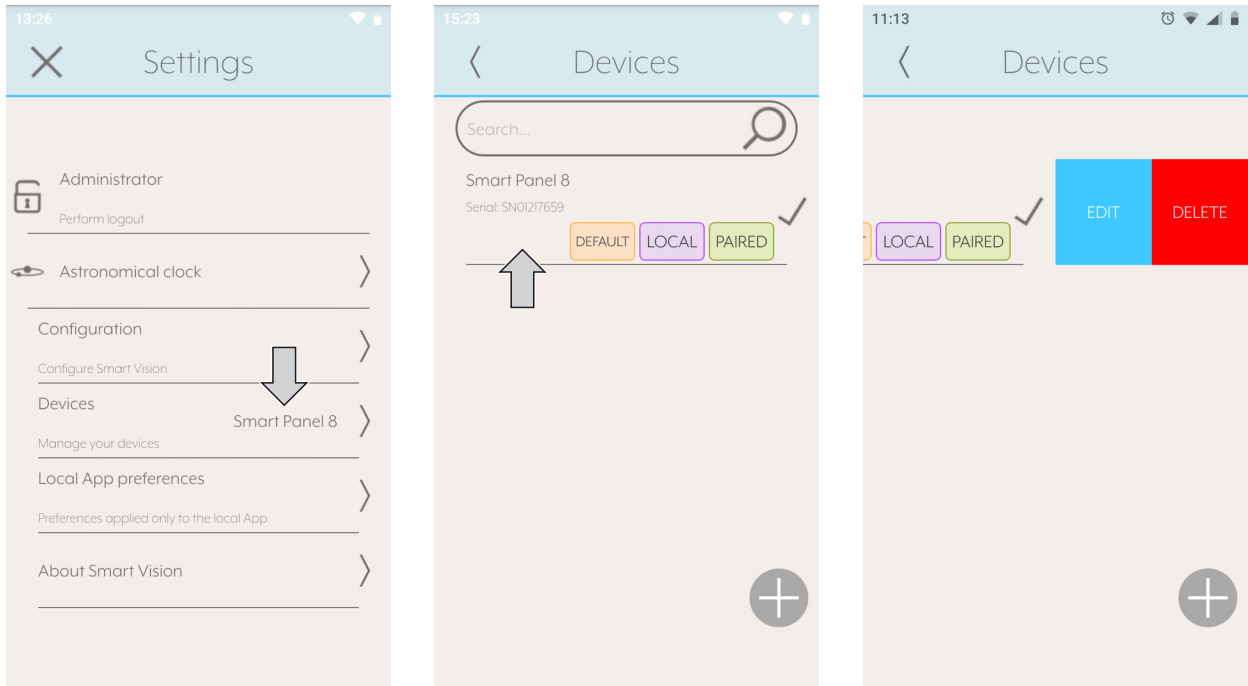 13:26
Settings
Administrator
Perform logout
Astronomical clock
Configuration
Configure Smart Vision
Devices
Smart Panel 8
Manage your devices
Local App preferences
Preferences applied only to the local App
About Smart Vision
15:23
Devices
Search...
Smart Panel 8
Serial: SN01217659
DEFAULT LOCAL PAIRED
11:13
Devices
EDIT DELETE
T LOCAL PAIRED